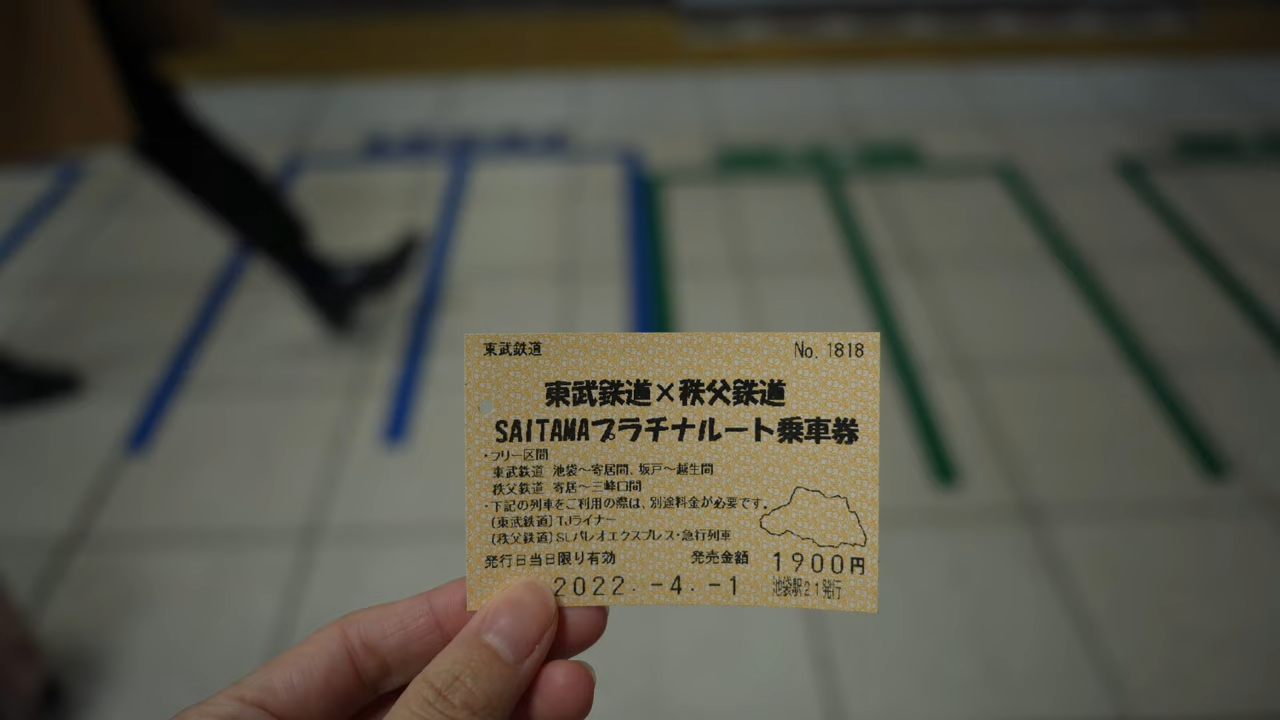 東武鉄道 No. 1818
東武鉄道×秩父鉄道
SAITAMAプラチナルート乗車券
・フリー区間
東武鉄道 池袋～寄居間、坂戸～越生間
秩父鉄道 寄居～三峰口間
・下記の列車をご利用の際は、別途料金が必要です。
〔東武鉄道〕TJライナー
〔秩父鉄道〕SLパレオエクスプレス・急行列車
発行日当日限り有効 発売金額 1900円
2022.-4.-1 池袋駅21発行